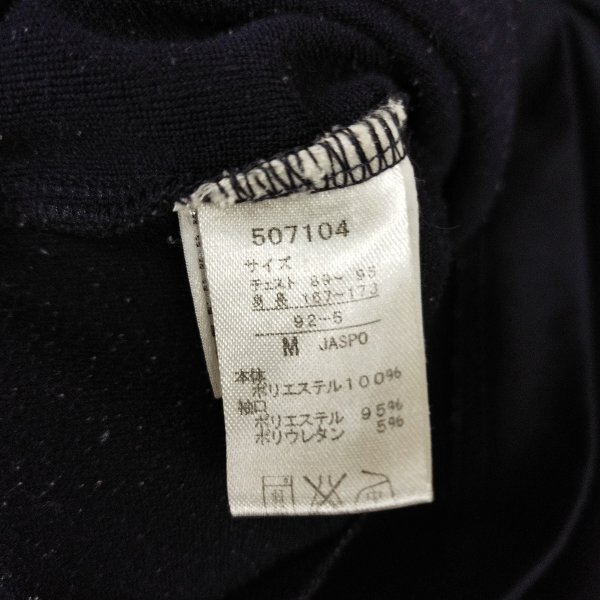 507104
サイズ
チェスト 89～95
身長 167～173
92-5
M JASPO
本体
ポリエステル100%
袖口
ポリエステル 95%
ポリウレタン 5%
中